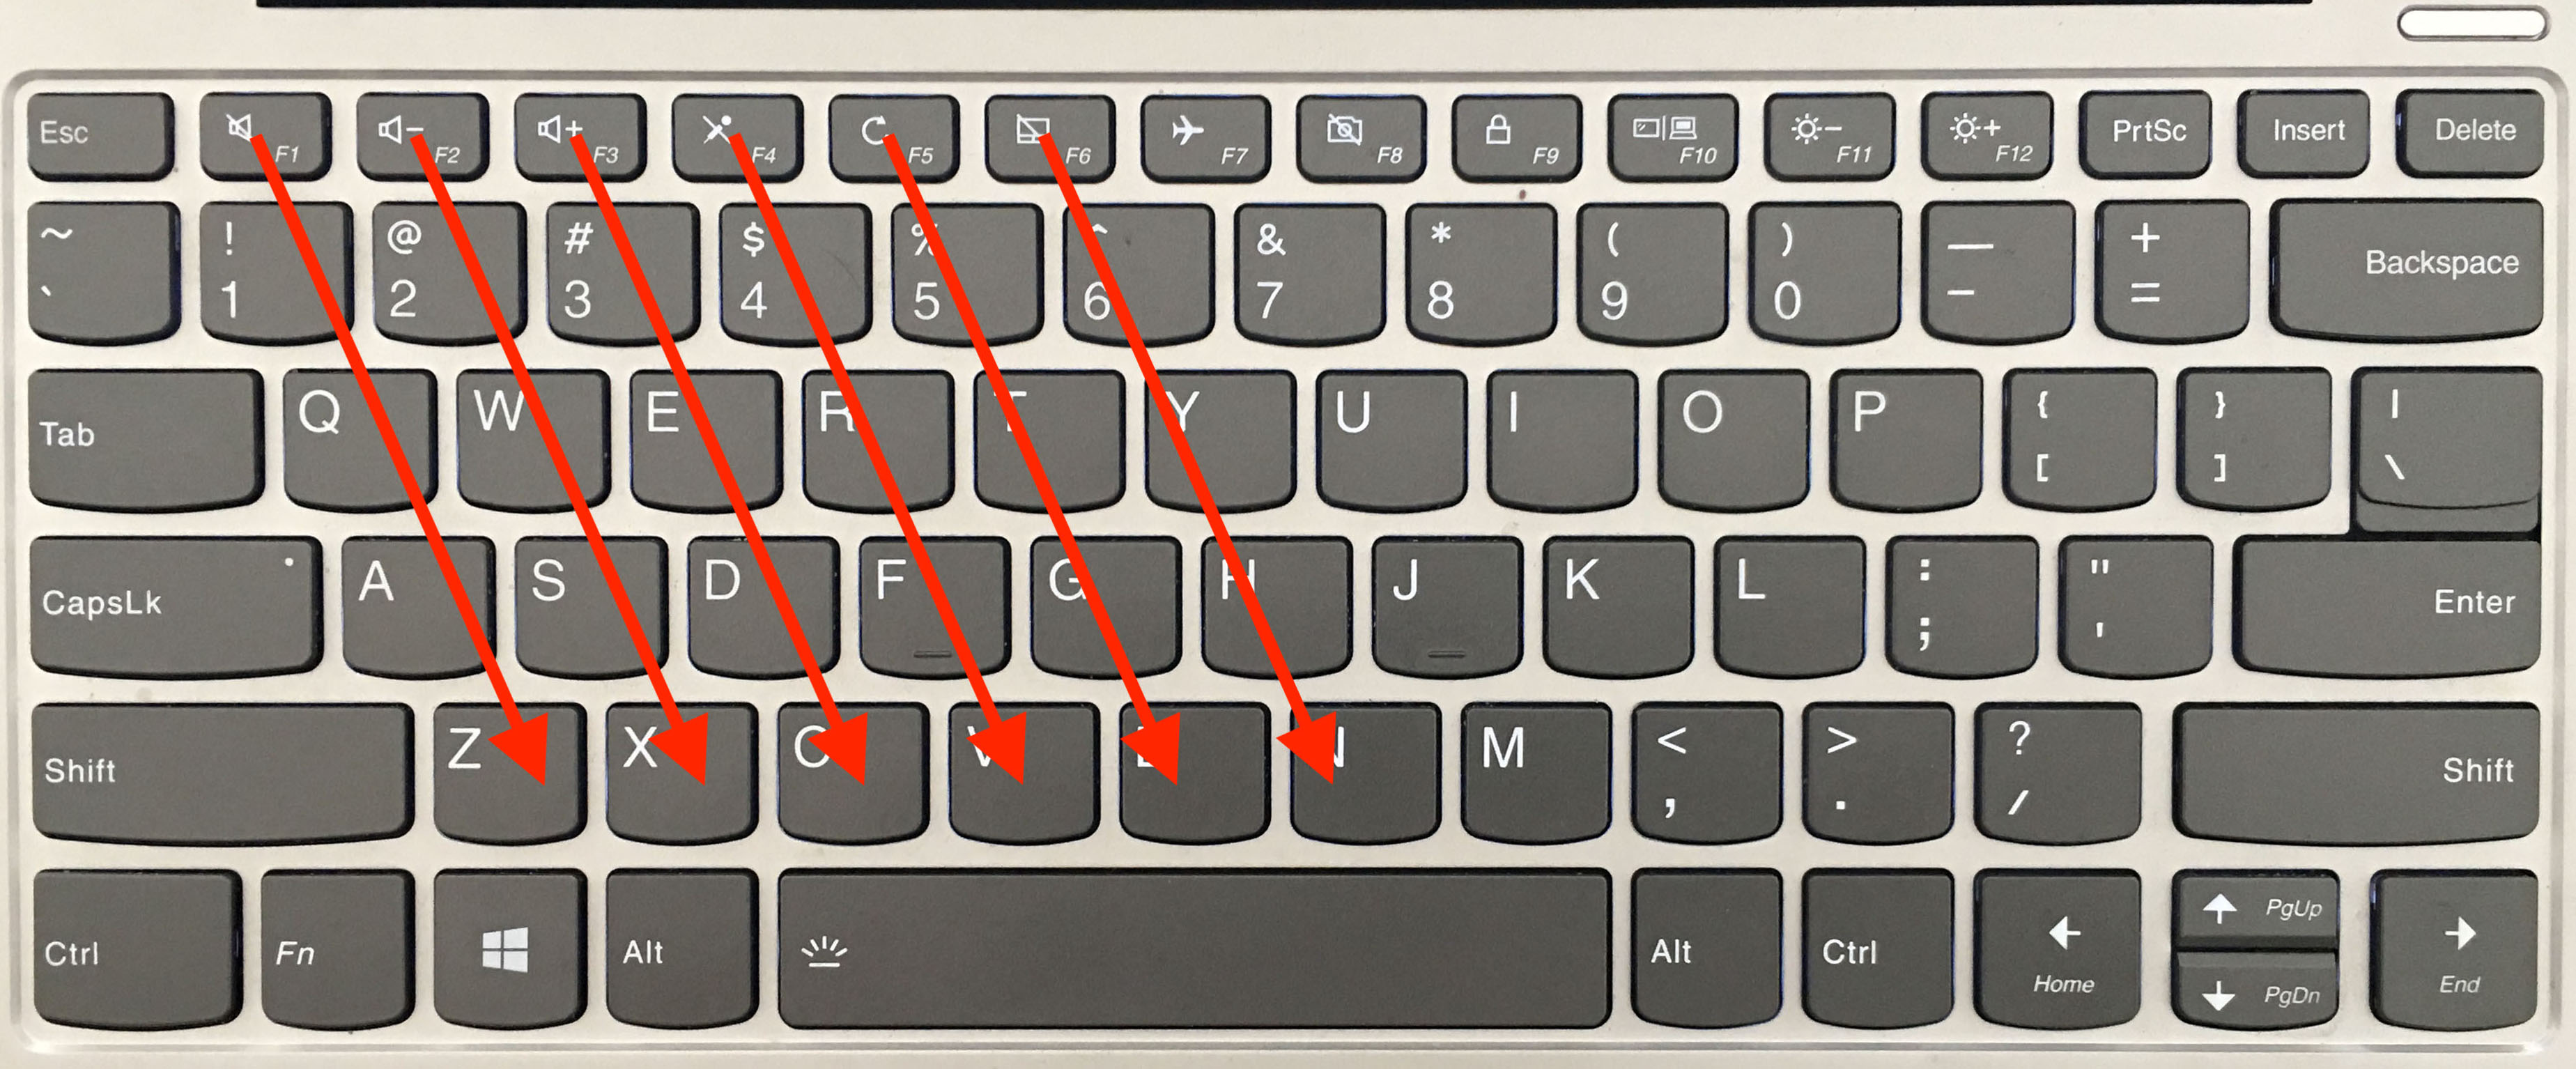 Esc F1 F2 F3 F4 F5 F6 F7 F8 F9 F10 F11 F12 PrtSc Insert Delete
~ ! @ # $ % ^ & * ( ) — +
` 1 2 3 4 5 6 7 8 9 0 - = Backspace
Tab Q W E R T Y U I O P { } |
[ ] \
CapsLk A S D F G H J K L : " Enter
; '
Shift Z X C V N M < > ? Shift
, . /
Ctrl Fn Alt Alt Ctrl Home PgUp End
PgDn